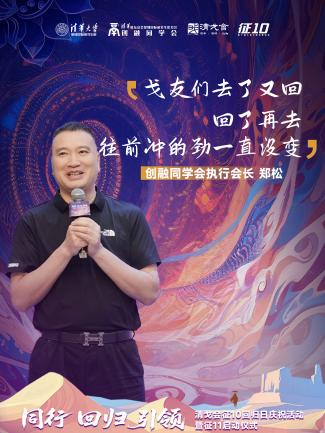 清华大学
创融同学会
清戈会
征10
戈友们去了又回
回了再去
往前冲的劲一直没变
创融同学会执行会长 郑松
同行 回归 引领
清戈会征10回归日庆祝活动
暨征11启动仪式